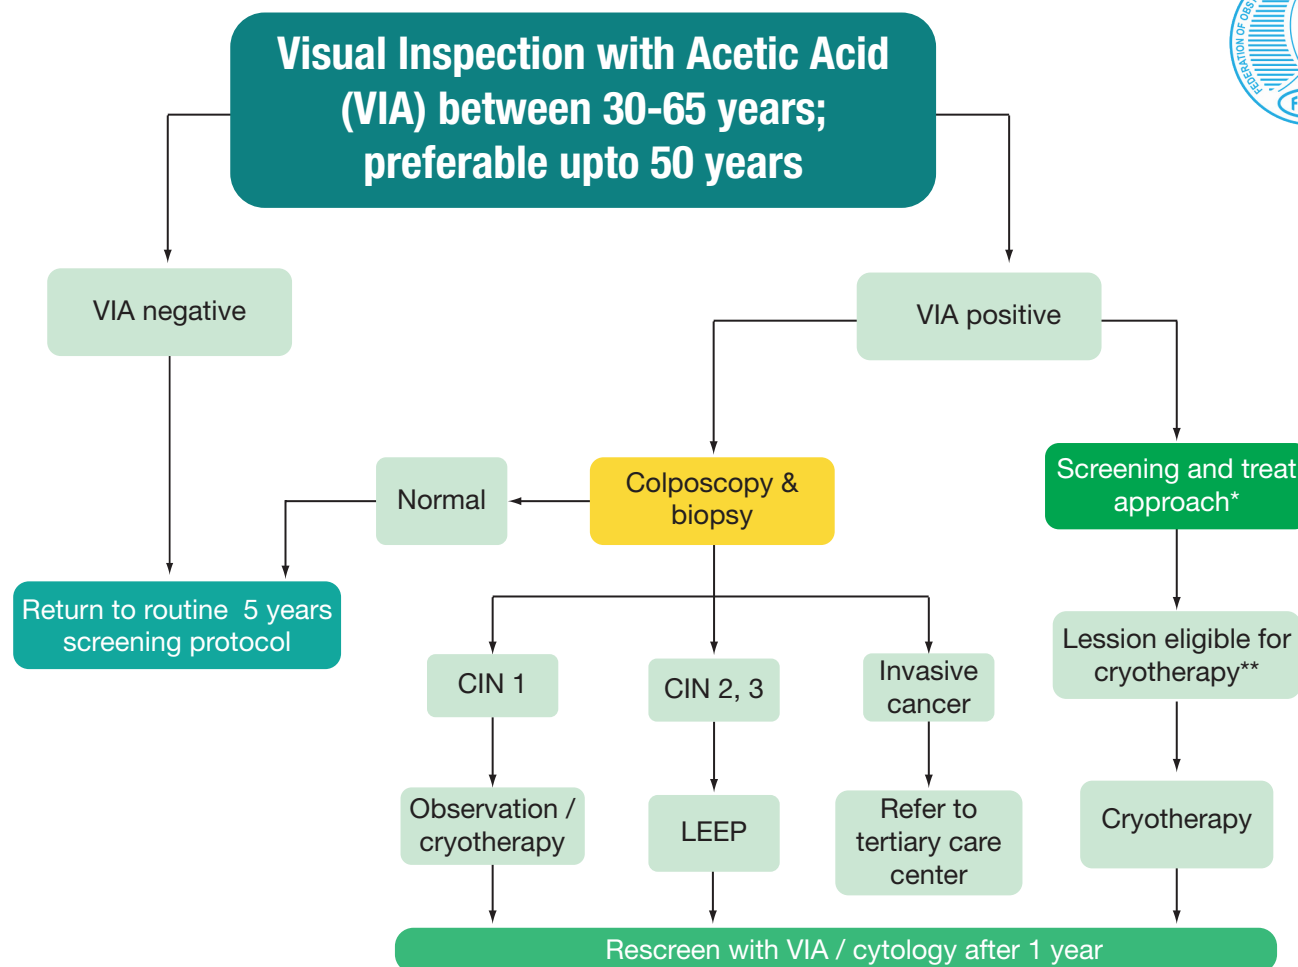 Visual Inspection with Acetic Acid
(VIA) between 30-65 years;
preferable upto 50 years
FEDERATION OF OBS
VIA negative
VIA positive
Normal
Colposcopy &
biopsy
Screening and treat
approach*
Return to routine 5 years
screening protocol
CIN 1
CIN 2, 3
Invasive
cancer
Lession eligible for
cryotherapy**
Observation /
cryotherapy
LEEP
Refer to
tertiary care
center
Cryotherapy
Rescreen with VIA / cytology after 1 year